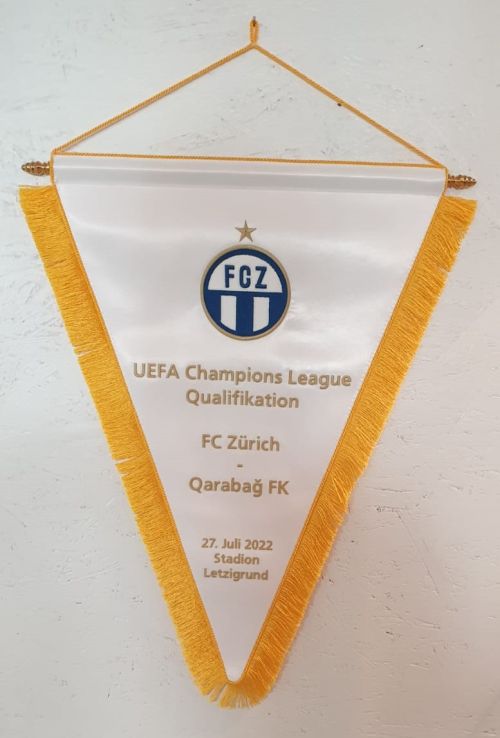 FCZ
UEFA Champions League
Qualifikation
FC Zürich
-
Qarabağ FK
27. Juli 2022
Stadion
Letzigrund